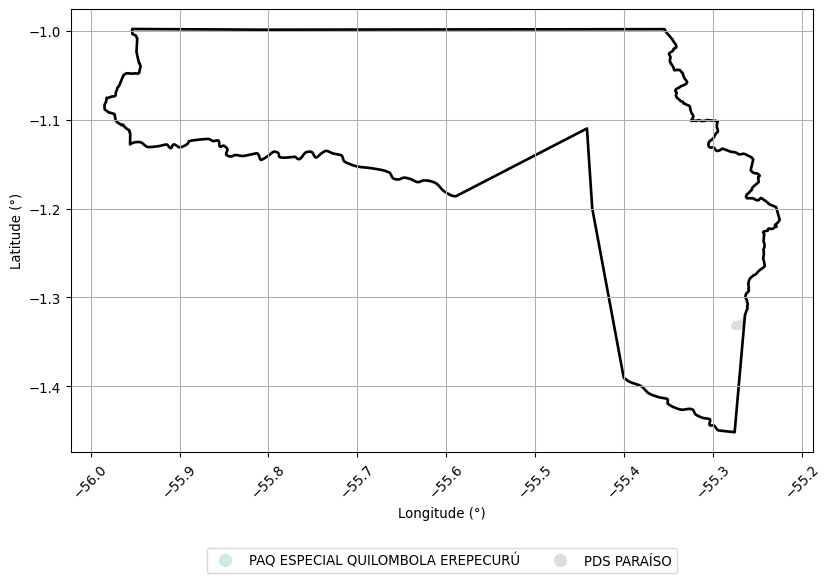 −1.0
−1.1
−1.2
−1.3
−1.4
Latitude (°)
−56.0 −55.9 −55.8 −55.7 −55.6 −55.5 −55.4 −55.3 −55.2
Longitude (°)
PAQ ESPECIAL QUILOMBOLA EREPECURÚ PDS PARAÍSO